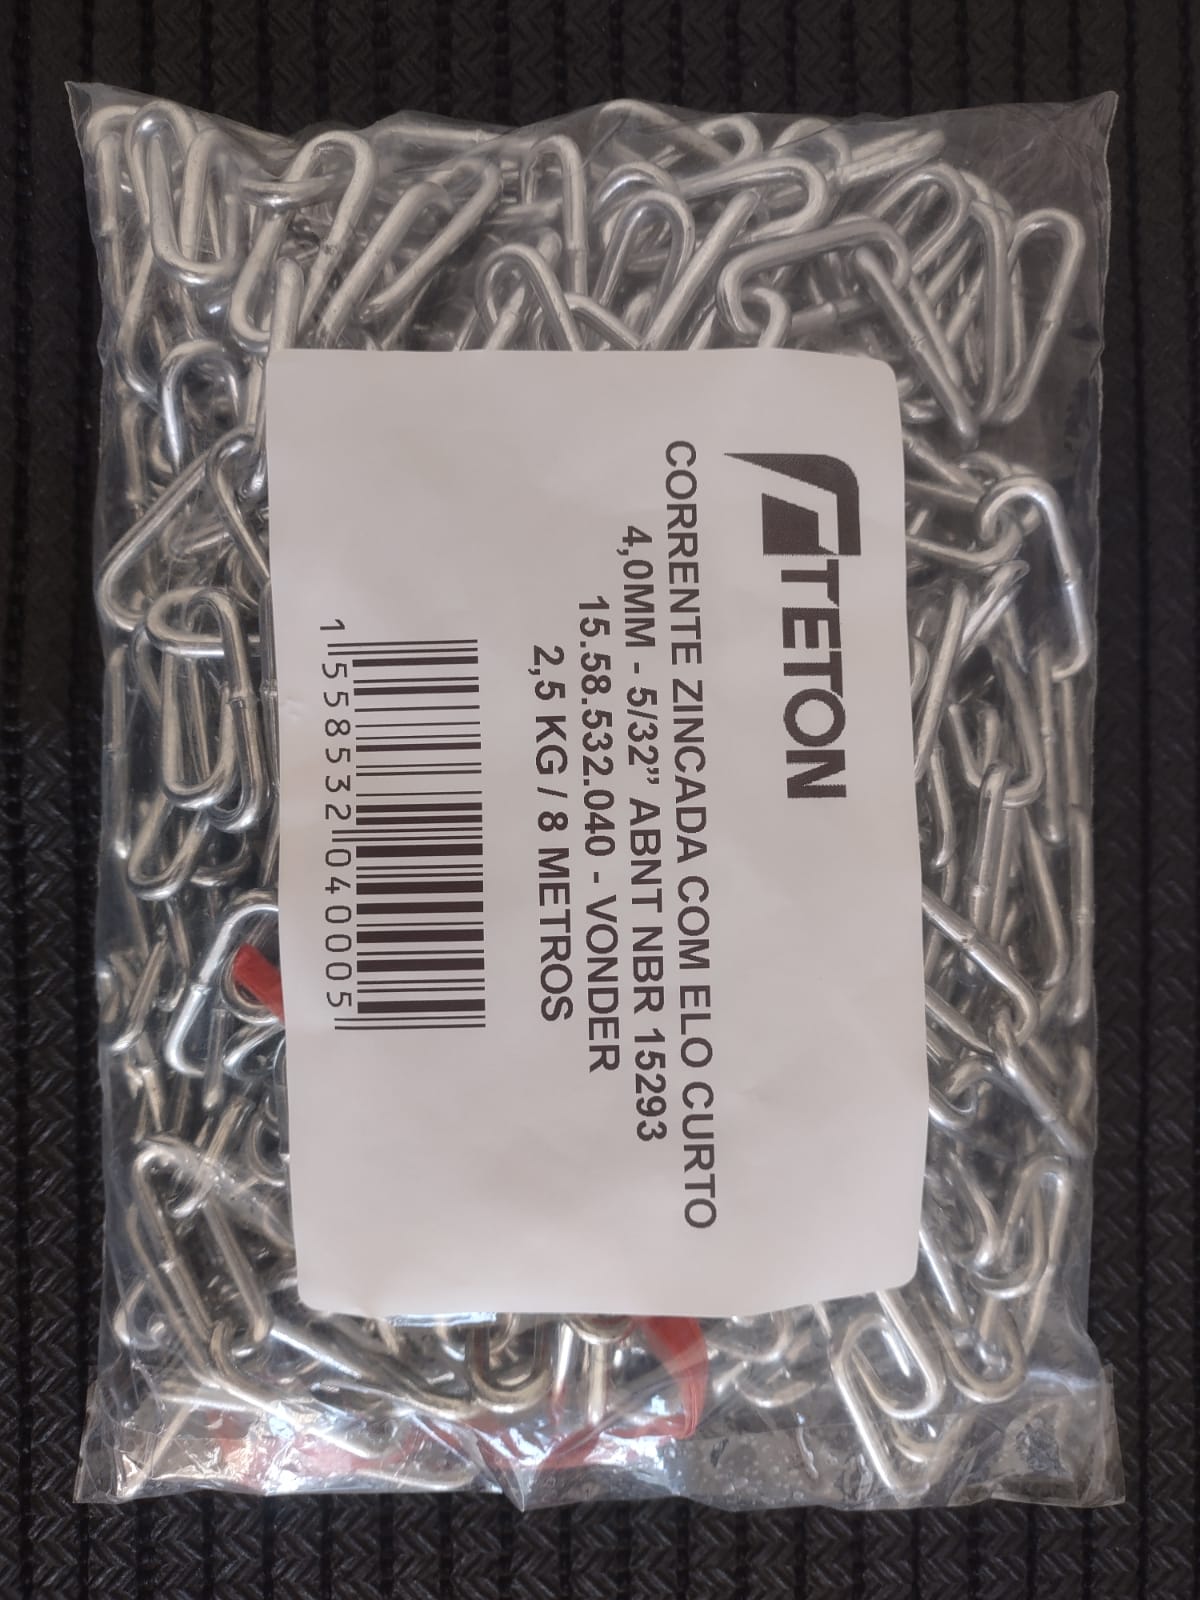 TETON
CORRENTE ZINCADA COM ELO CURTO
4,0MM - 5/32” ABNT NBR 15293
15.58.532.040 - VONDER
2,5 KG / 8 METROS
1 558532 040005